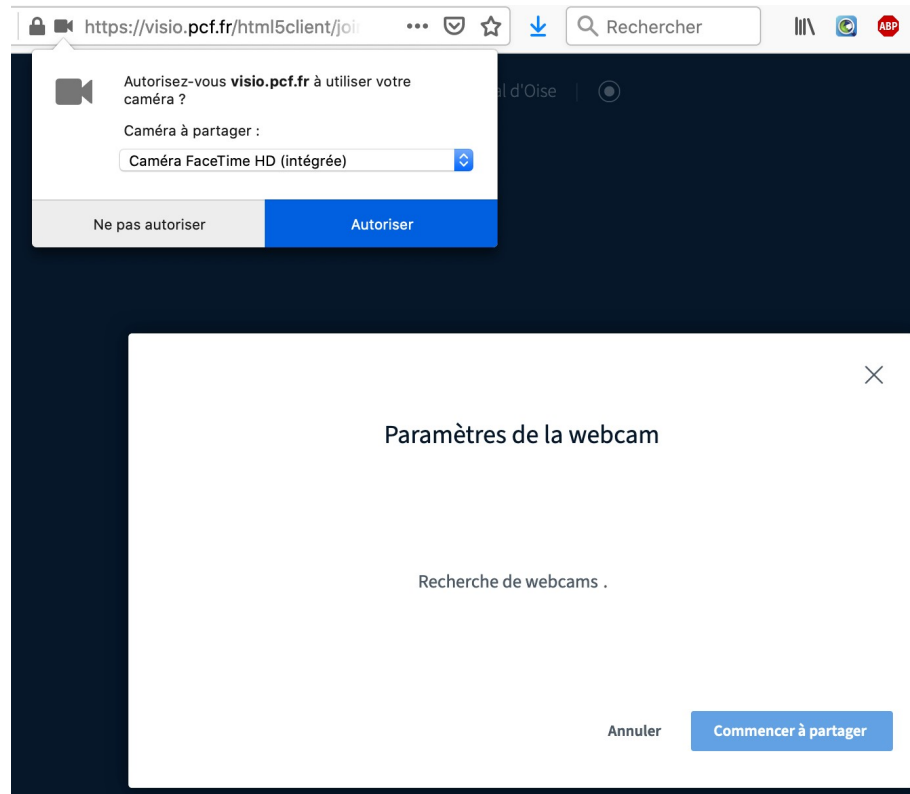 https://visio.pcf.fr/html5client/joi
Rechercher
ABP
Autorisez-vous visio.pcf.fr à utiliser votre
caméra ?
al d'Oise
Caméra à partager :
Caméra FaceTime HD (intégrée)
Ne pas autoriser
Autoriser
Paramètres de la webcam
Recherche de webcams .
Annuler
Commencer à partager